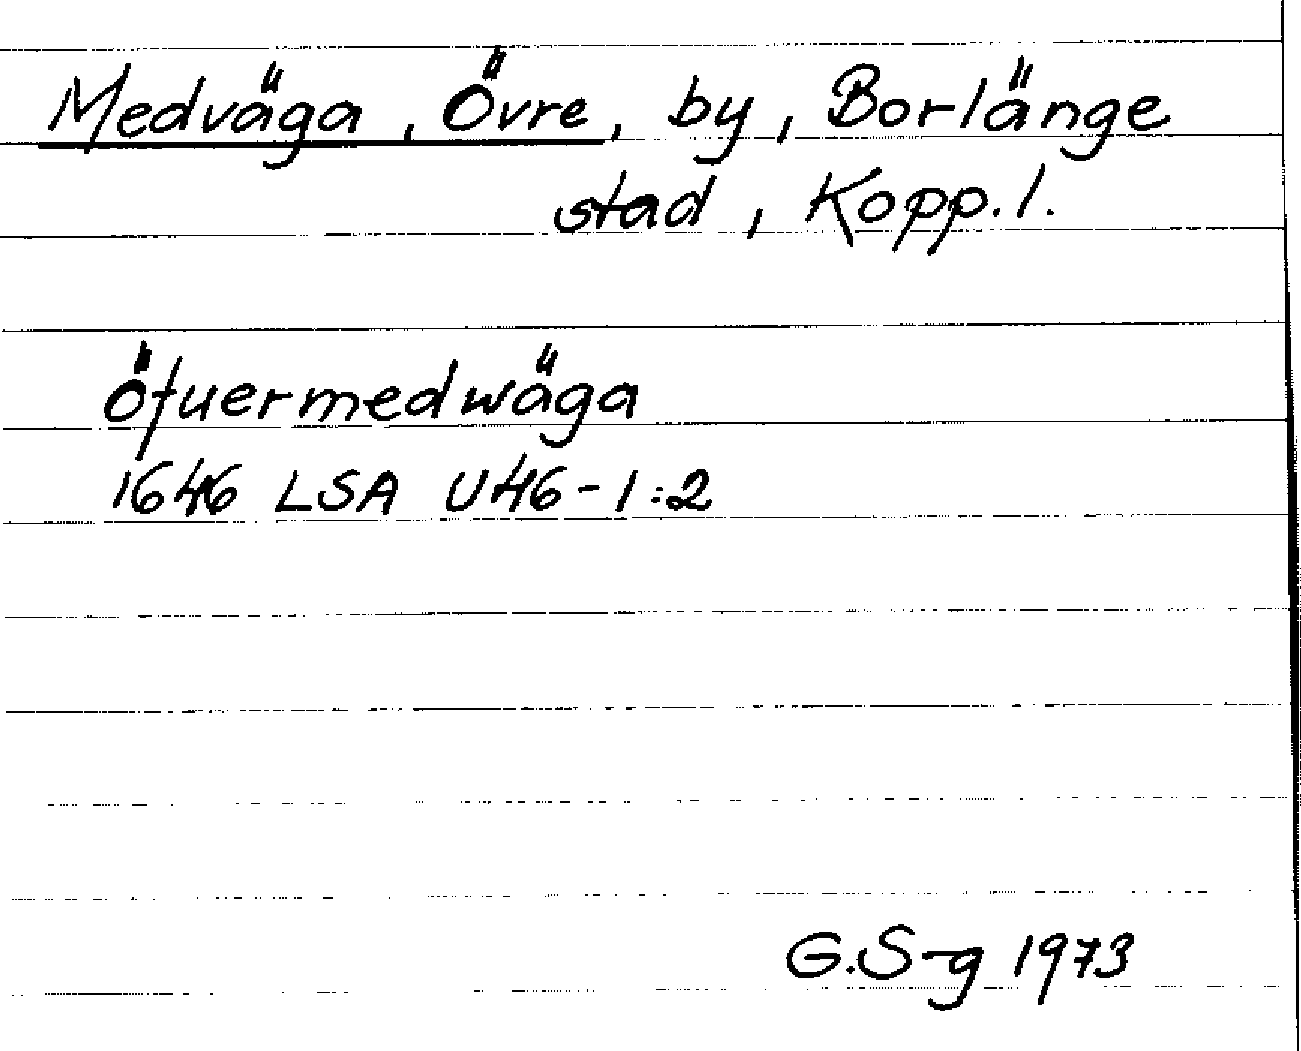 Medväga, Övre, by, Borlänge
stad, Kopp. l.
öfuermedwäga
1646 LSA U46-1:2
G.S-g 1973